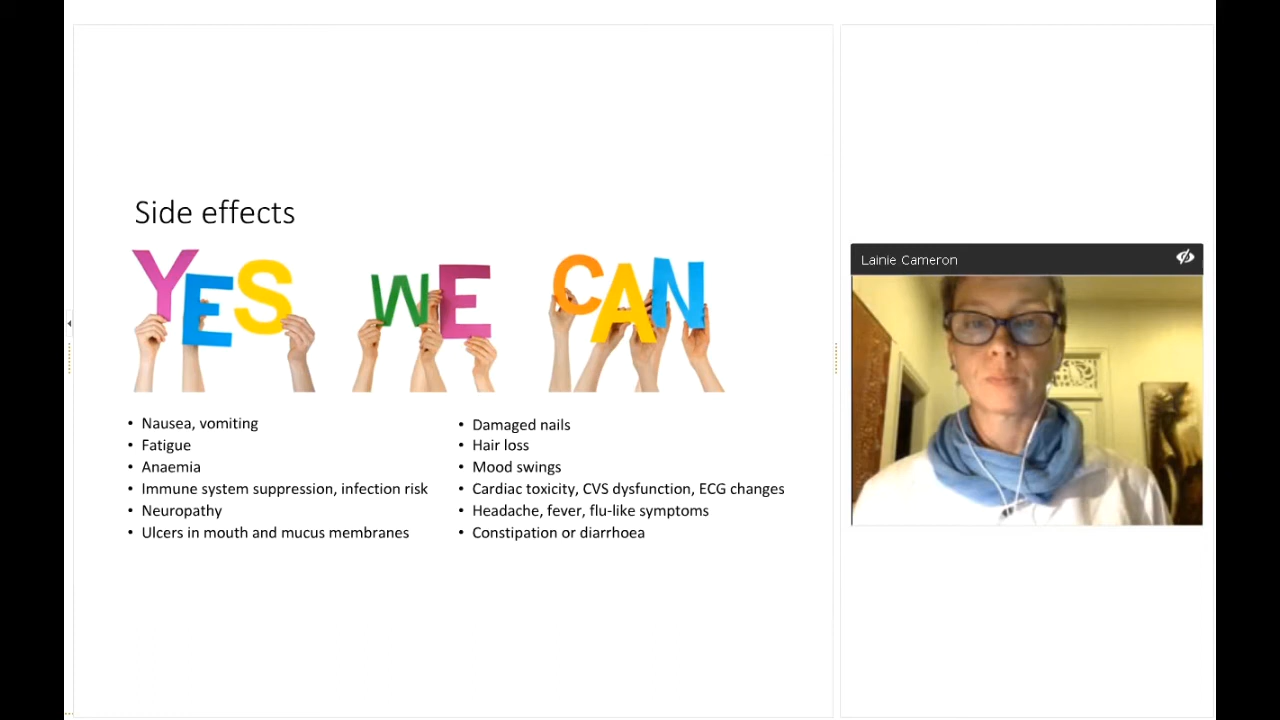 Side effects
YES WE CAN
• Nausea, vomiting
• Fatigue
• Anaemia
• Immune system suppression, infection risk
• Neuropathy
• Ulcers in mouth and mucus membranes
• Damaged nails
• Hair loss
• Mood swings
• Cardiac toxicity, CVS dysfunction, ECG changes
• Headache, fever, flu-like symptoms
• Constipation or diarrhoea
Lainie Cameron